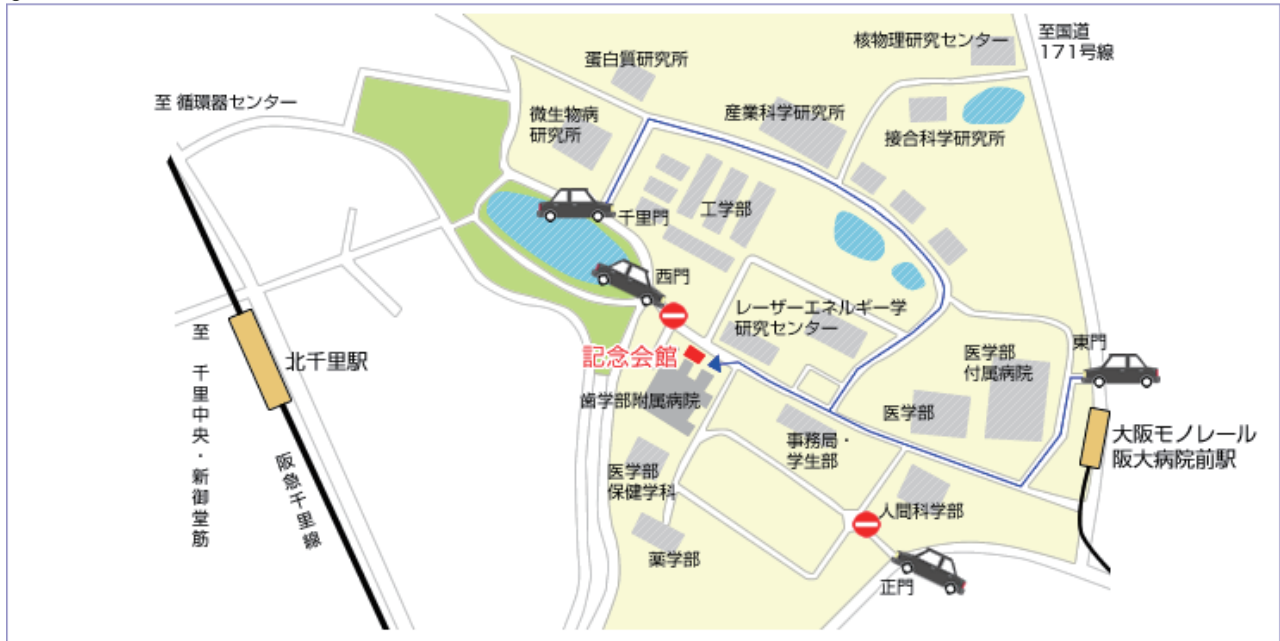 核物理研究センター
至国道
171号線
蛋白質研究所
至 循環器センター
微生物病
研究所
産業科学研究所
接合科学研究所
千里門
工学部
西門
レーザーエネルギー学
研究センター
記念会館
東門
医学部
付属病院
北千里駅
至 千里中央・新御堂筋
歯学部附属病院
医学部
大阪モノレール
阪大病院前駅
事務局・
学生部
阪急千里線
医学部
保健学科
人間科学部
薬学部
正門